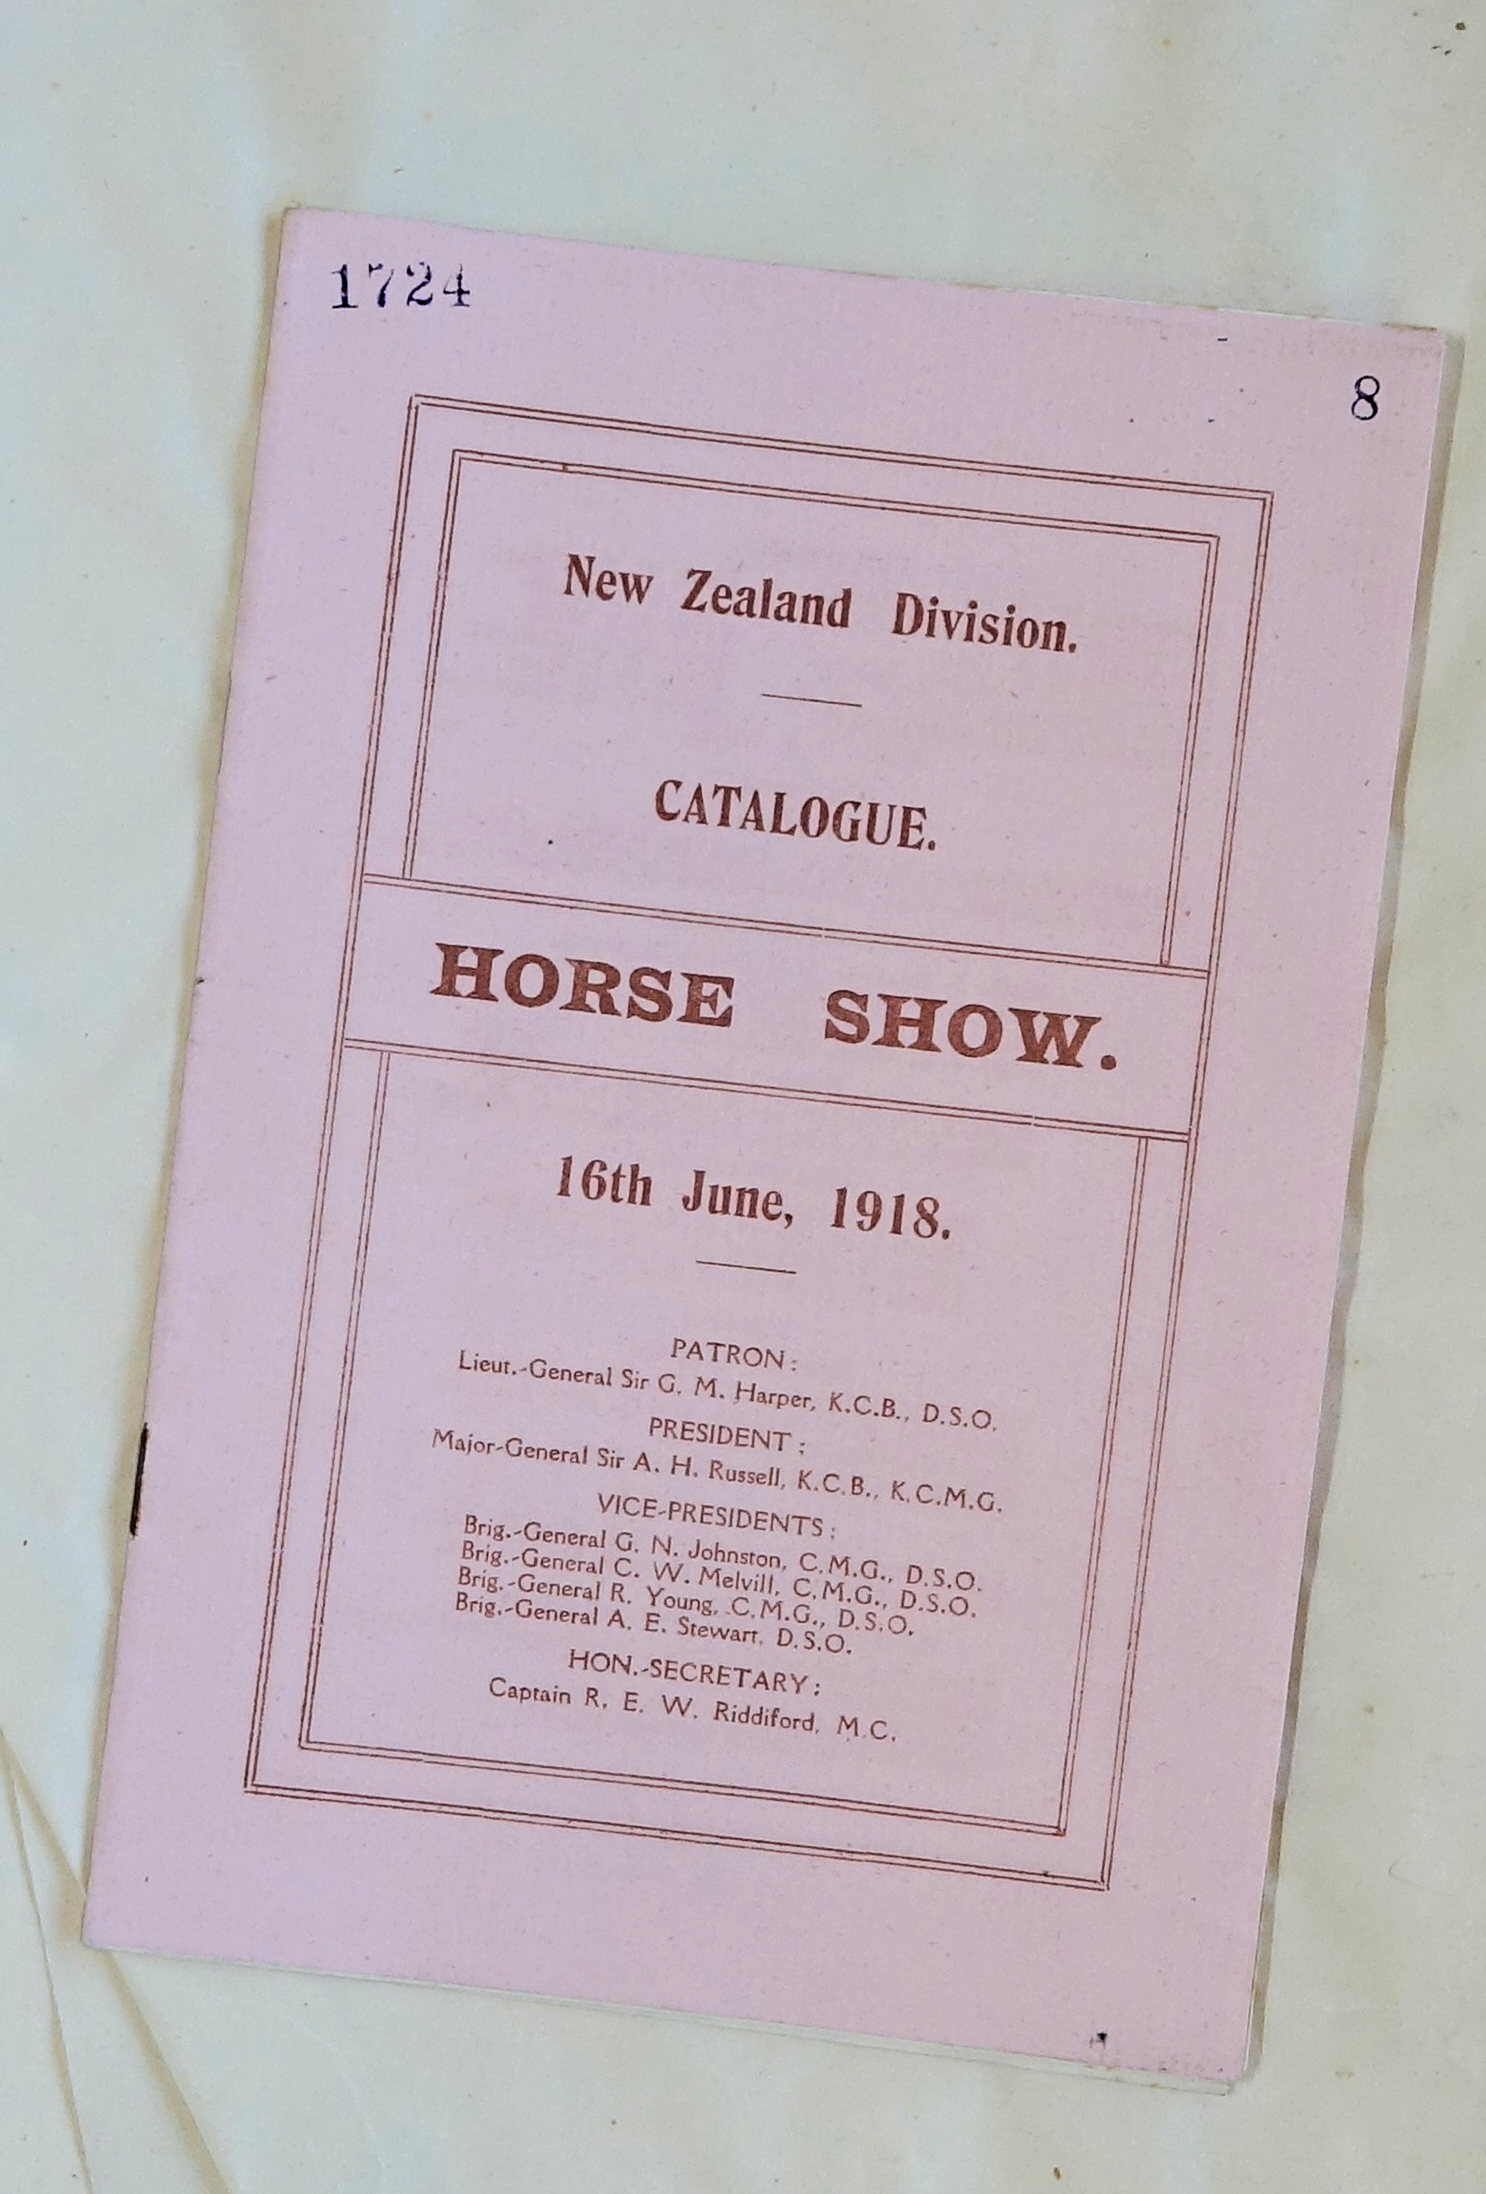 1724
8
New Zealand Division.
CATALOGUE.
HORSE SHOW.
16th June, 1918.
PATRON:
Lieut.-General Sir G. M. Harper, K.C.B., D.S.O.
PRESIDENT:
Major-General Sir A. H. Russell, K.C.B., K.C.M.G.
VICE-PRESIDENTS:
Brig.-General G. N. Johnston, C.M.G., D.S.O.
Brig.-General C. W. Melvill, C.M.G., D.S.O.
Brig.-General R. Young, C.M.G., D.S.O.
Brig.-General A. E. Stewart, D.S.O.
HON.-SECRETARY:
Captain R. E. W. Riddiford, M.C.